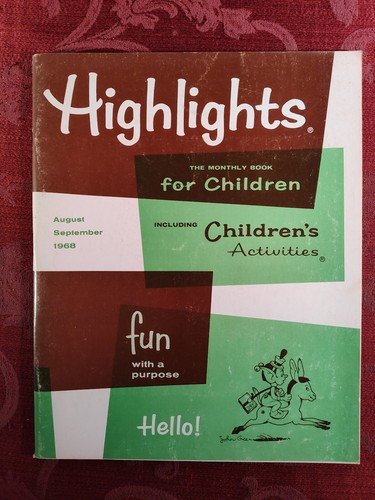 Highlights®
THE MONTHLY BOOK
for Children
August
September
1968
INCLUDING
Children's
Activities®
fun
with a
purpose
Hello!